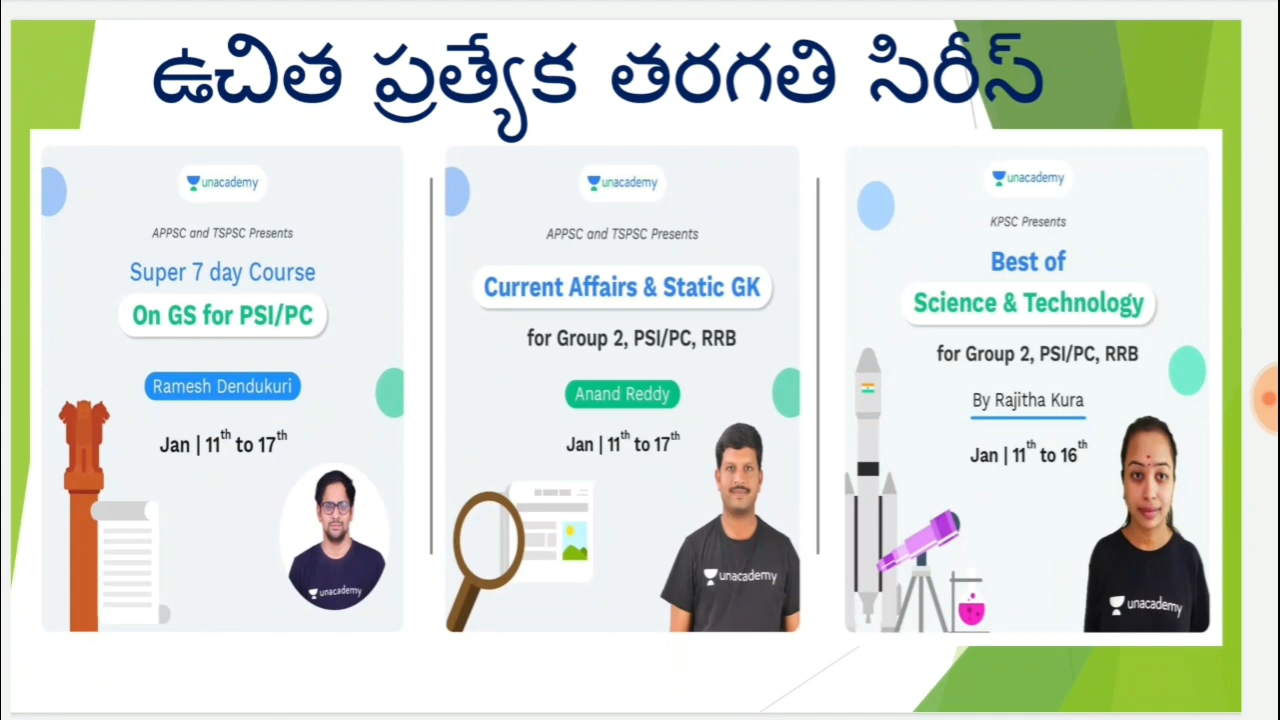 ఉచిత ప్రత్యేక తరగతి సిరీస్
unacademy
APPSC and TSPSC Presents
Super 7 day Course
On GS for PSI/PC
Ramesh Dendukuri
Jan | 11th to 17th
unacademy
unacademy
APPSC and TSPSC Presents
Current Affairs & Static GK
for Group 2, PSI/PC, RRB
Anand Reddy
Jan | 11th to 17th
unacademy
unacademy
KPSC Presents
Best of
Science & Technology
for Group 2, PSI/PC, RRB
By Rajitha Kura
Jan | 11th to 16th
unacademy